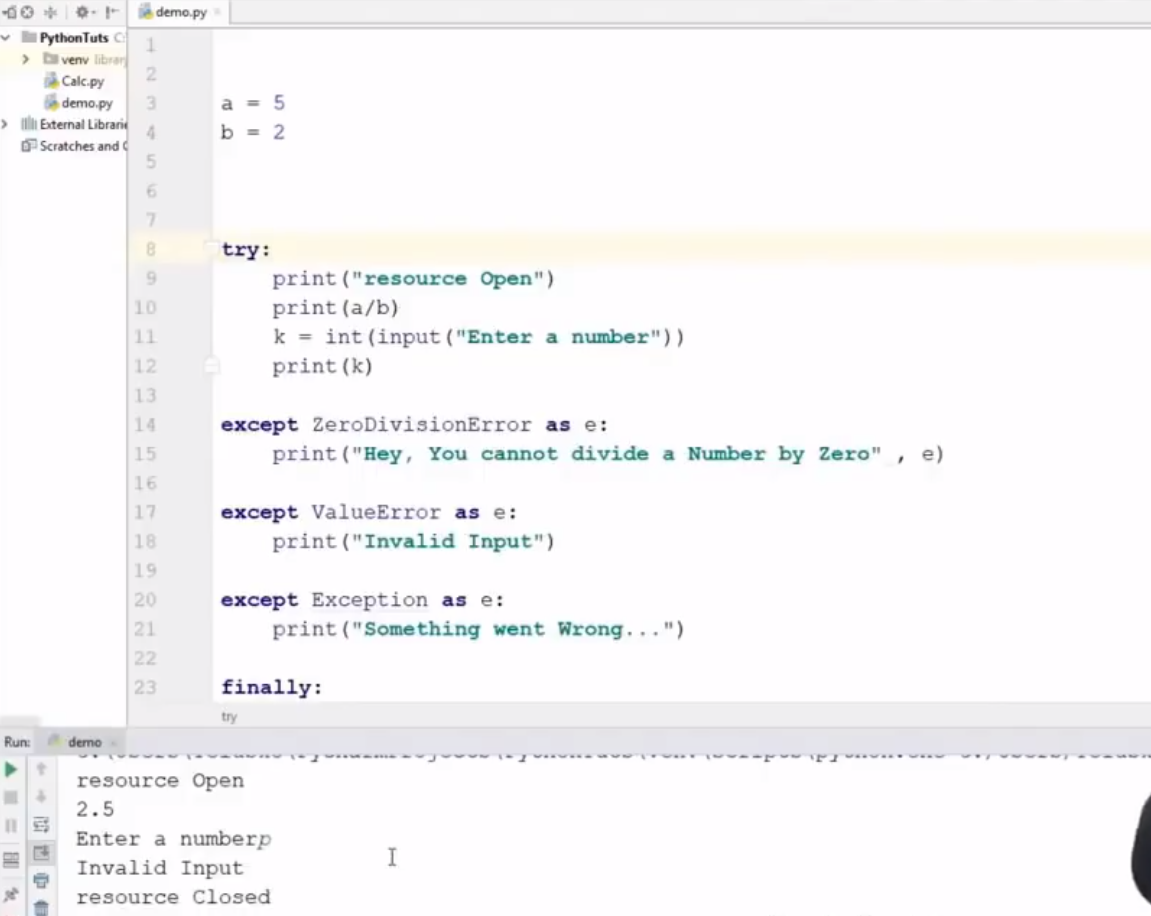 demo.py
PythonTuts C:
venv librar
Calc.py
demo.py
External Librarie
Scratches and C
1
2
3 a = 5
4 b = 2
5
6
7
8 try:
9 print("resource Open")
10 print(a/b)
11 k = int(input("Enter a number"))
12 print(k)
13
14 except ZeroDivisionError as e:
15 print("Hey, You cannot divide a Number by Zero" , e)
16
17 except ValueError as e:
18 print("Invalid Input")
19
20 except Exception as e:
21 print("Something went Wrong...")
22
23 finally:
try
Run: demo
resource Open
2.5
Enter a numberp
Invalid Input
resource Closed